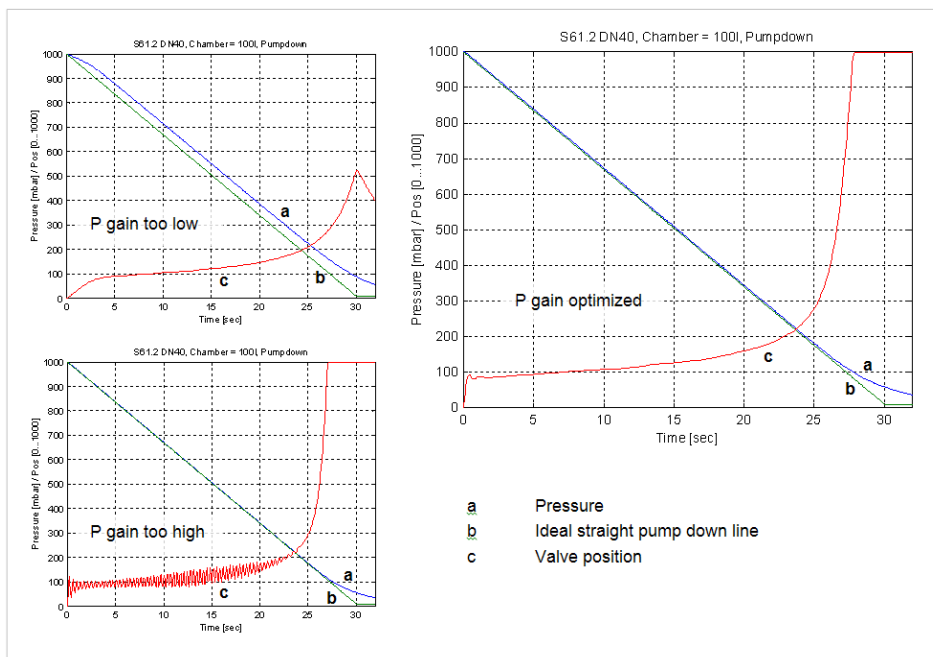 S61.2 DN40, Chamber = 100l, Pumpdown
Pressure [mbar] / Pos [0...1000]
1000
900
800
700
600
500
400
300
200
100
0
P gain too low
a
b
c
0 5 10 15 20 25 30
Time [sec]
S61.2 DN40, Chamber = 100l, Pumpdown
Pressure [mbar] / Pos [0...1000]
1000
900
800
700
600
500
400
300
200
100
0
P gain too high
a
b
c
0 5 10 15 20 25 30
Time [sec]
S61.2 DN40, Chamber = 100l, Pumpdown
Pressure [mbar] / Pos [0...1000]
1000
900
800
700
600
500
400
300
200
100
0
P gain optimized
c
a
b
0 5 10 15 20 25 30
Time [sec]
a Pressure
b Ideal straight pump down line
c Valve position